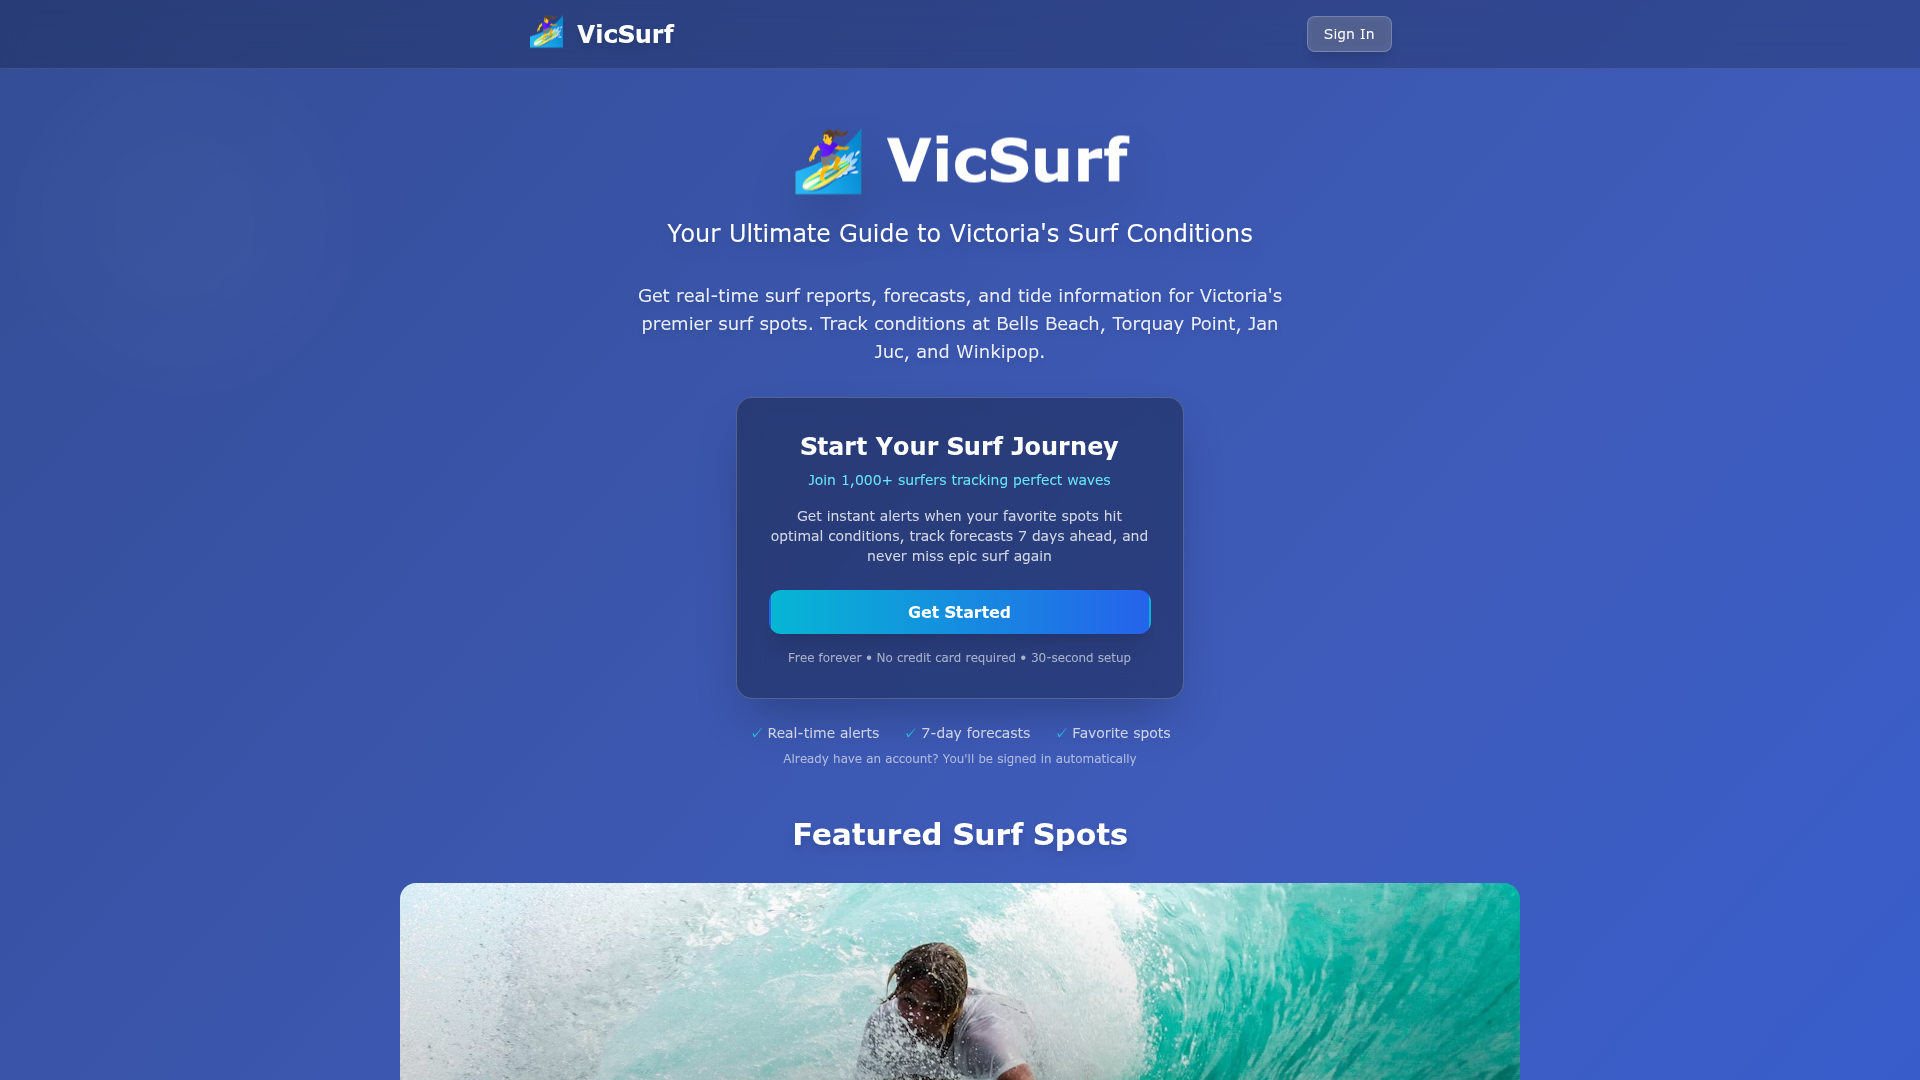 VicSurf
Sign In
VicSurf
Your Ultimate Guide to Victoria's Surf Conditions
Get real-time surf reports, forecasts, and tide information for Victoria's
premier surf spots. Track conditions at Bells Beach, Torquay Point, Jan
Juc, and Winkipop.
Start Your Surf Journey
Join 1,000+ surfers tracking perfect waves
Get instant alerts when your favorite spots hit
optimal conditions, track forecasts 7 days ahead, and
never miss epic surf again
Get Started
Free forever • No credit card required • 30-second setup
✓ Real-time alerts ✓ 7-day forecasts ✓ Favorite spots
Already have an account? You'll be signed in automatically
Featured Surf Spots